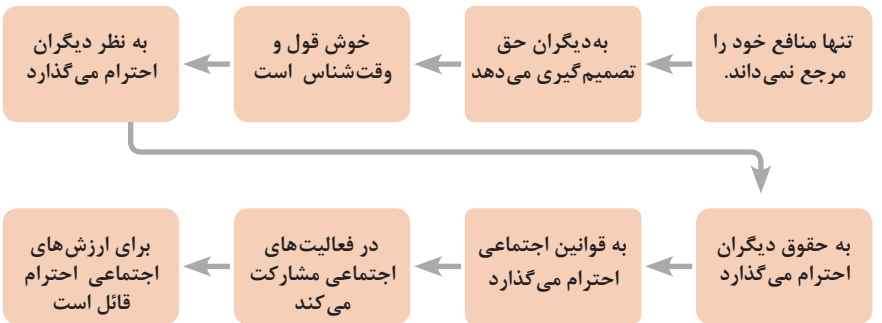 تنها منافع خود را
مرجع نمی‌داند.
به‌دیگران حق
تصمیم‌گیری می‌دهد
خوش قول و
وقت‌شناس است
به نظر دیگران
احترام می‌گذارد
به حقوق دیگران
احترام می‌گذارد
به قوانین اجتماعی
احترام می‌گذارد
در فعالیت‌های
اجتماعی مشارکت
می‌کند
برای ارزش‌های
اجتماعی احترام
قائل است